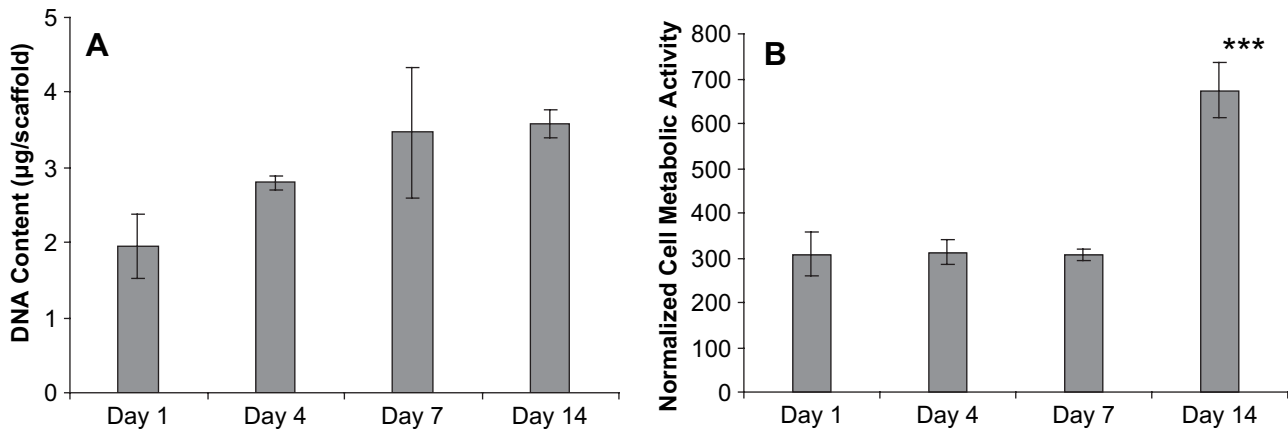 A
DNA Content (µg/scaffold)
5
4
3
2
1
0
Day 1 Day 4 Day 7 Day 14
B
***
Normalized Cell Metabolic Activity
800
700
600
500
400
300
200
100
0
Day 1 Day 4 Day 7 Day 14